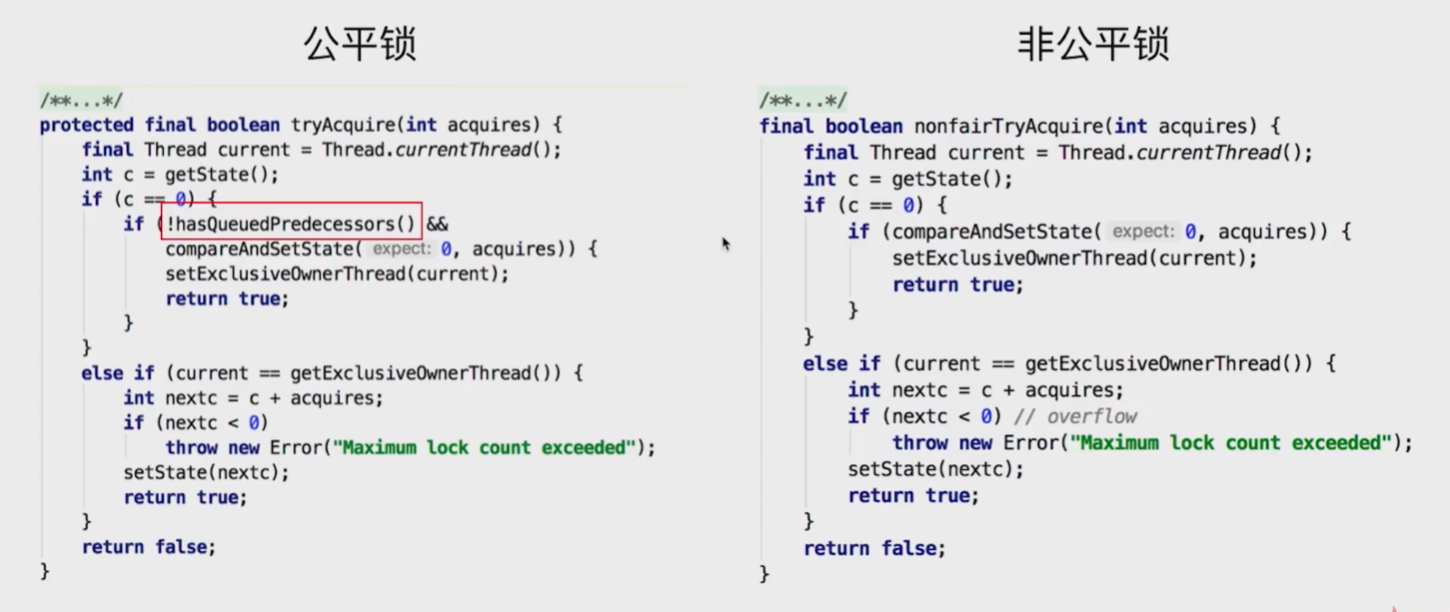 公平锁
/**...*/
protected final boolean tryAcquire(int acquires) {
    final Thread current = Thread.currentThread();
    int c = getState();
    if (c == 0) {
        if (!hasQueuedPredecessors() &&
            compareAndSetState( expect: 0, acquires)) {
            setExclusiveOwnerThread(current);
            return true;
        }
    }
    else if (current == getExclusiveOwnerThread()) {
        int nextc = c + acquires;
        if (nextc < 0)
            throw new Error("Maximum lock count exceeded");
        setState(nextc);
        return true;
    }
    return false;
}
非公平锁
/**...*/
final boolean nonfairTryAcquire(int acquires) {
    final Thread current = Thread.currentThread();
    int c = getState();
    if (c == 0) {
        if (compareAndSetState( expect: 0, acquires)) {
            setExclusiveOwnerThread(current);
            return true;
        }
    }
    else if (current == getExclusiveOwnerThread()) {
        int nextc = c + acquires;
        if (nextc < 0) // overflow
            throw new Error("Maximum lock count exceeded");
        setState(nextc);
        return true;
    }
    return false;
}